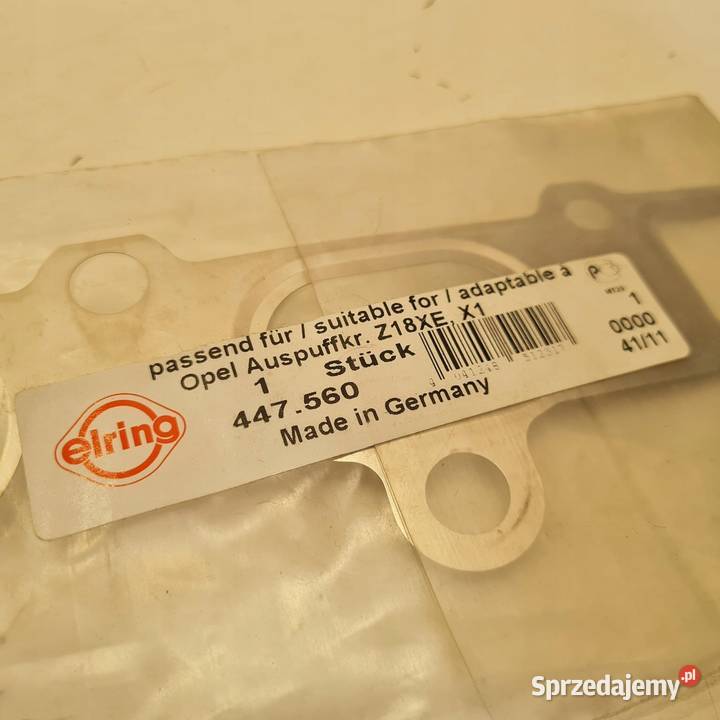 passend für / suitable for / adaptable à
Opel Auspuffkr. Z18XE, X1
1 Stück
447.560
Made in Germany
elring
1
0000
41/11
Sprzedajemy.pl